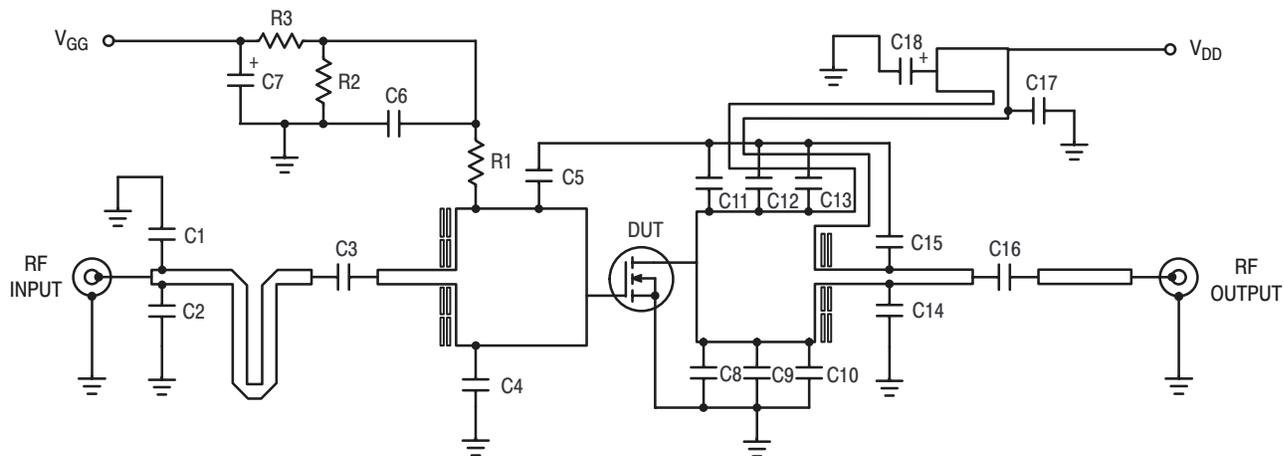 VGG
R3
+
C7
R2
C6
R1
C5
C18
+
VDD
C17
C11
C12
C13
DUT
C1
C2
C3
C4
RF
INPUT
C15
C16
C14
RF
OUTPUT
C8
C9
C10